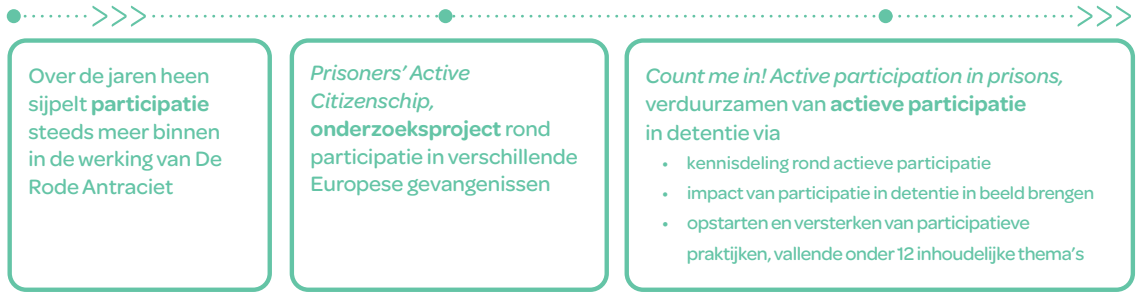 Over de jaren heen
sijpelt participatie
steeds meer binnen
in de werking van De
Rode Antraciet
Prisoners’ Active
Citizenschip,
onderzoeksproject rond
participatie in verschillende
Europese gevangenissen
Count me in! Active participation in prisons,
verduurzamen van actieve participatie
in detentie via
• kennisdeling rond actieve participatie
• impact van participatie in detentie in beeld brengen
• opstarten en versterken van participatieve
praktijken, vallende onder 12 inhoudelijke thema’s